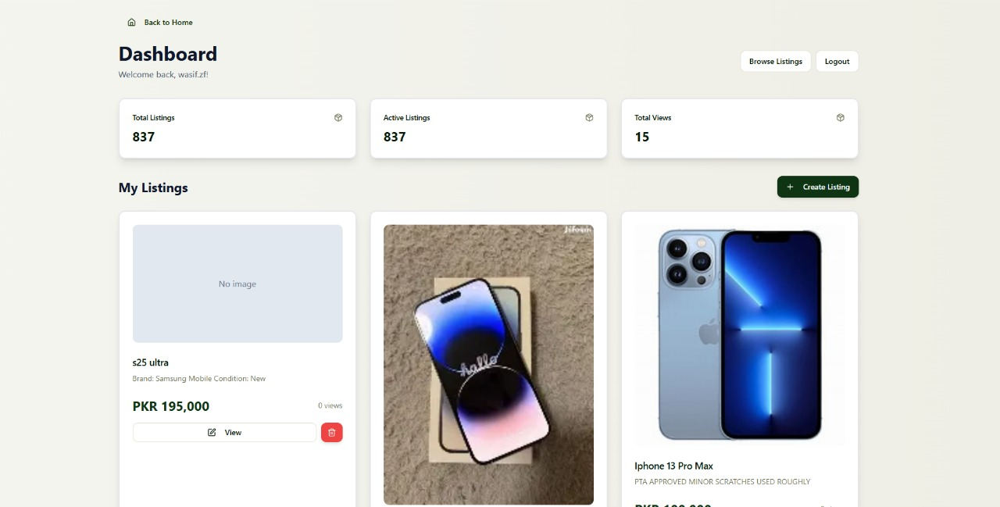 Back to Home
Dashboard
Welcome back, wasif.zf!
Browse Listings
Logout
Total Listings
837
Active Listings
837
Total Views
15
My Listings
+ Create Listing
No image
s25 ultra
Brand: Samsung Mobile Condition: New
PKR 195,000
0 views
View
hallo
Iphone 13 Pro Max
PTA APPROVED MINOR SCRATCHES USED ROUGHLY